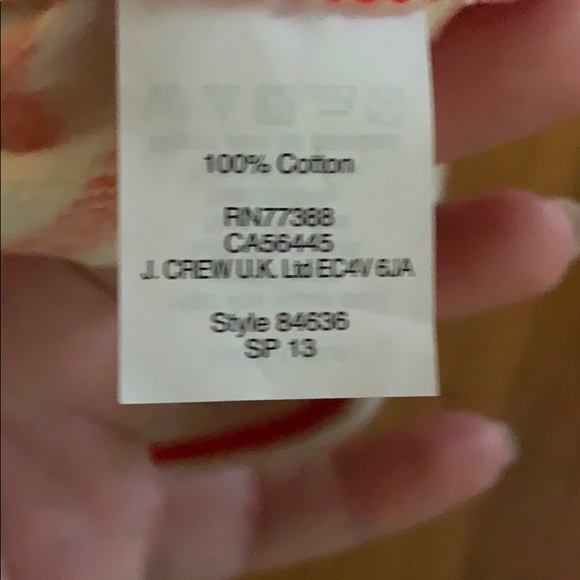 100% Cotton
RN77388
CA56445
J. CREW U.K. Ltd EC4V 6JA
Style 84636
SP 13